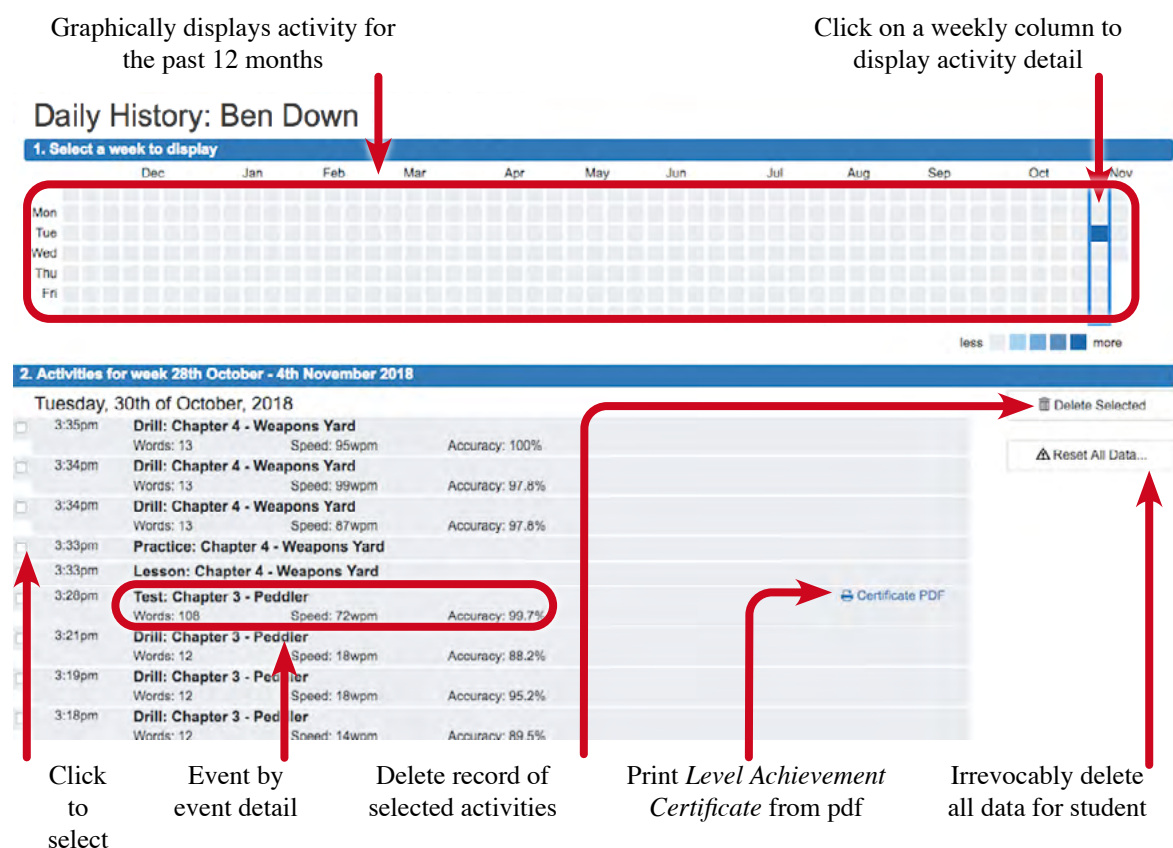 Graphically displays activity for
the past 12 months
Click on a weekly column to
display activity detail
Daily History: Ben Down
1. Select a week to display
Dec Jan Feb Mar Apr May Jun Jul Aug Sep Oct Nov
Mon
Tue
Wed
Thu
Fri
less more
2. Activities for week 28th October - 4th November 2018
Tuesday, 30th of October, 2018
Delete Selected
Reset All Data...
3:35pm Drill: Chapter 4 - Weapons Yard
Words: 13 Speed: 95wpm Accuracy: 100%
3:34pm Drill: Chapter 4 - Weapons Yard
Words: 13 Speed: 99wpm Accuracy: 97.8%
3:34pm Drill: Chapter 4 - Weapons Yard
Words: 13 Speed: 87wpm Accuracy: 97.8%
3:33pm Practice: Chapter 4 - Weapons Yard
3:33pm Lesson: Chapter 4 - Weapons Yard
3:28pm Test: Chapter 3 - Peddler Certificate PDF
Words: 108 Speed: 72wpm Accuracy: 99.7%
3:21pm Drill: Chapter 3 - Peddler
Words: 12 Speed: 18wpm Accuracy: 88.2%
3:19pm Drill: Chapter 3 - Peddler
Words: 12 Speed: 18wpm Accuracy: 95.2%
3:18pm Drill: Chapter 3 - Peddler
Words: 12 Speed: 14wpm Accuracy: 89.5%
Click
to
select
Event by
event detail
Delete record of
selected activities
Print Level Achievement
Certificate from pdf
Irrevocably delete
all data for student